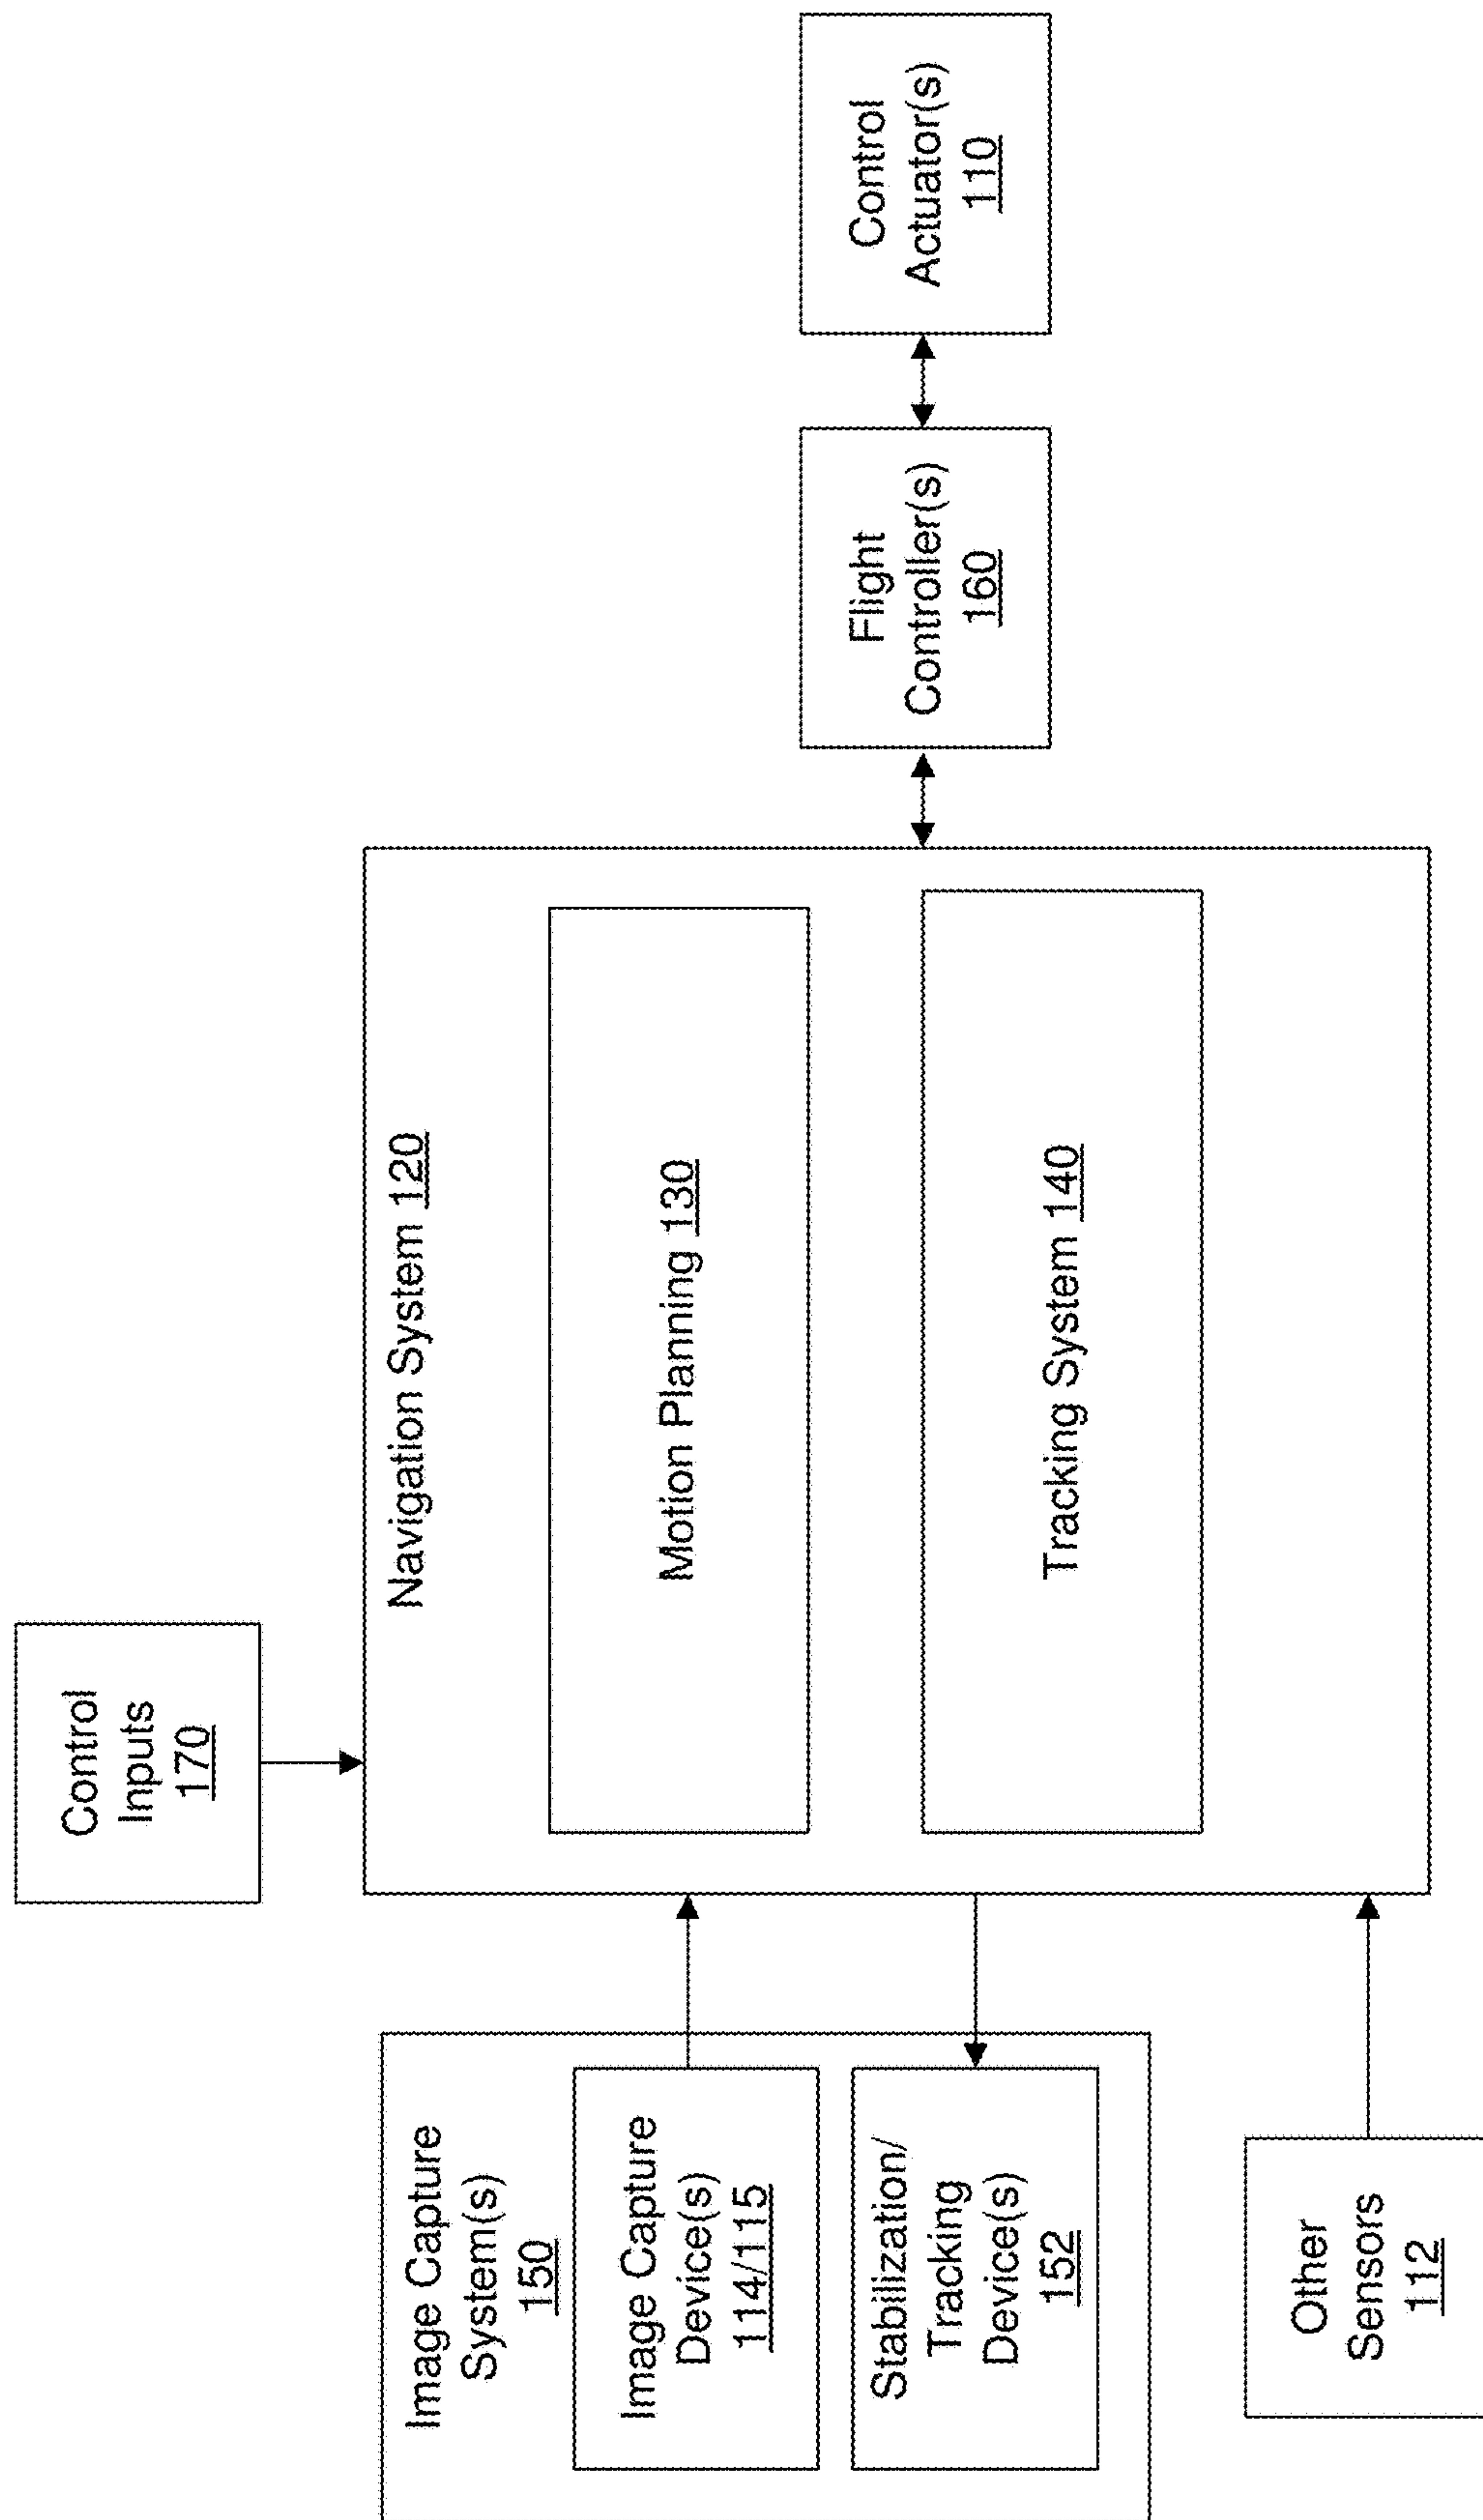 Control
Inputs
170
Image Capture
System(s)
150
Image Capture
Device(s)
114/115
Stabilization/
Tracking
Device(s)
152
Other
Sensors
112
Navigation System 120
Motion Planning 130
Tracking System 140
Flight
Controller(s)
160
Control
Actuator(s)
110